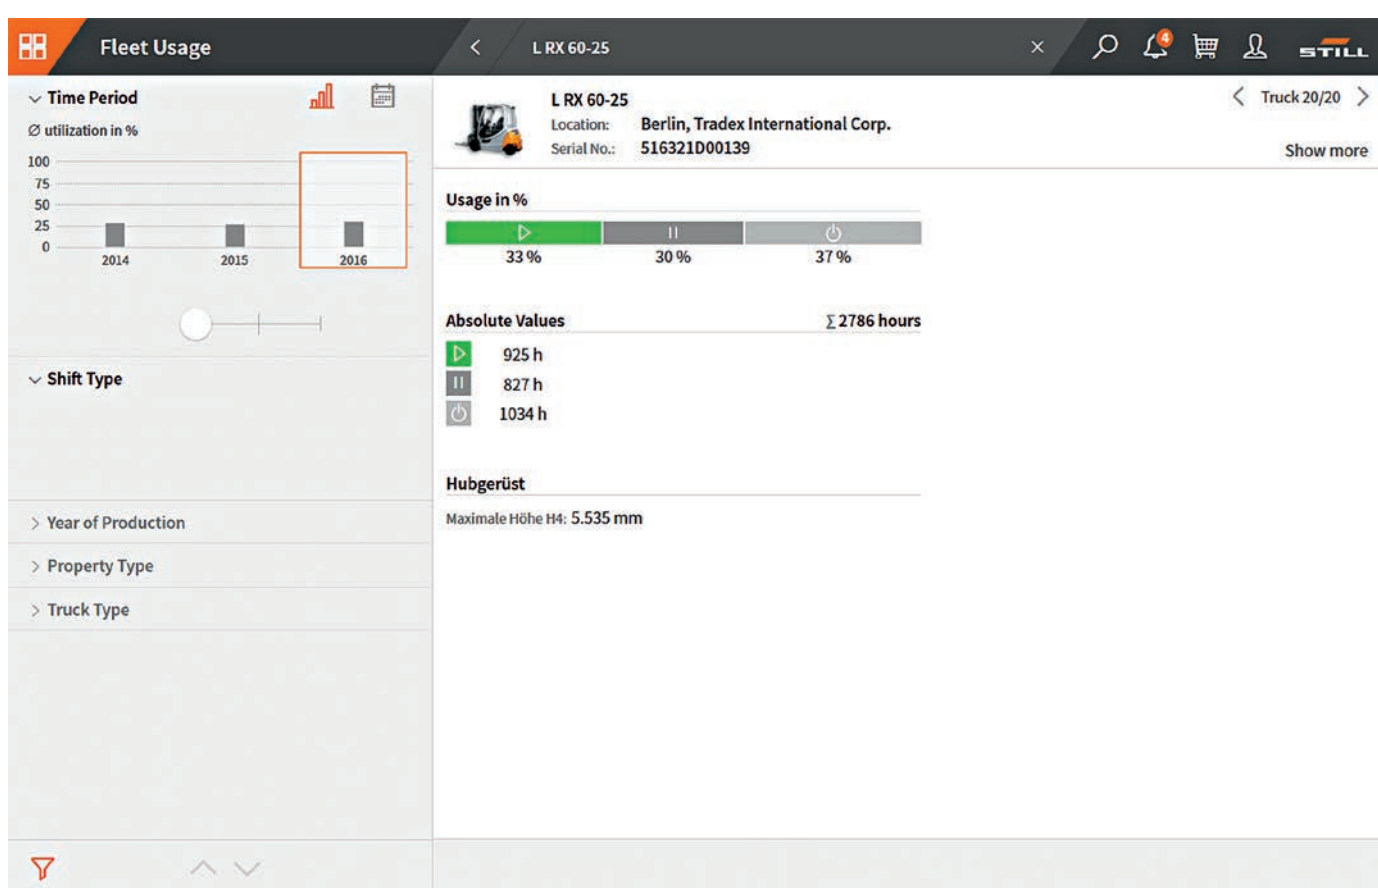 Fleet Usage
L RX 60-25
4
STILL
Time Period
Ø utilization in %
100
75
50
25
0
2014 2015 2016
Shift Type
Year of Production
Property Type
Truck Type
L RX 60-25
Location: Berlin, Tradex International Corp.
Serial No.: 516321D00139
Truck 20/20
Show more
Usage in %
33 % 30 % 37 %
Absolute Values Σ 2786 hours
925 h
827 h
1034 h
Hubgerüst
Maximale Höhe H4: 5.535 mm